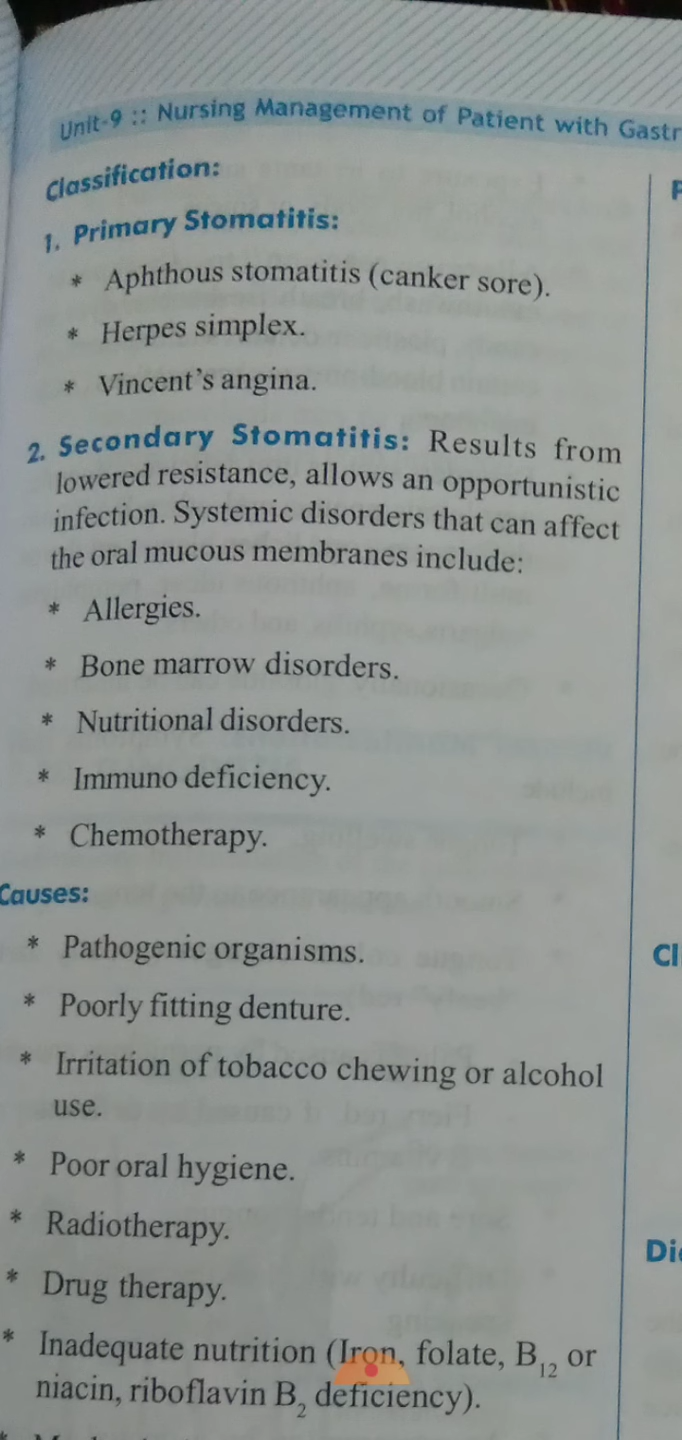 Unit-9 :: Nursing Management of Patient with Gastr
Classification:
1. Primary Stomatitis:
* Aphthous stomatitis (canker sore).
* Herpes simplex.
* Vincent's angina.
2. Secondary Stomatitis: Results from
lowered resistance, allows an opportunistic
infection. Systemic disorders that can affect
the oral mucous membranes include:
* Allergies.
* Bone marrow disorders.
* Nutritional disorders.
* Immuno deficiency.
* Chemotherapy.
Causes:
* Pathogenic organisms.
* Poorly fitting denture.
* Irritation of tobacco chewing or alcohol
use.
* Poor oral hygiene.
* Radiotherapy.
* Drug therapy.
* Inadequate nutrition (Iron, folate, B12 or
niacin, riboflavin B2 deficiency).
Cl
Di